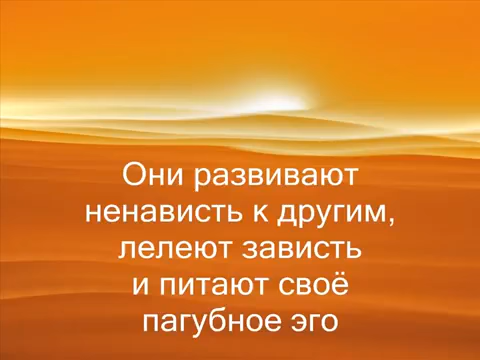 Они развивают
ненависть к другим,
лелеют зависть
и питают своё
пагубное эго